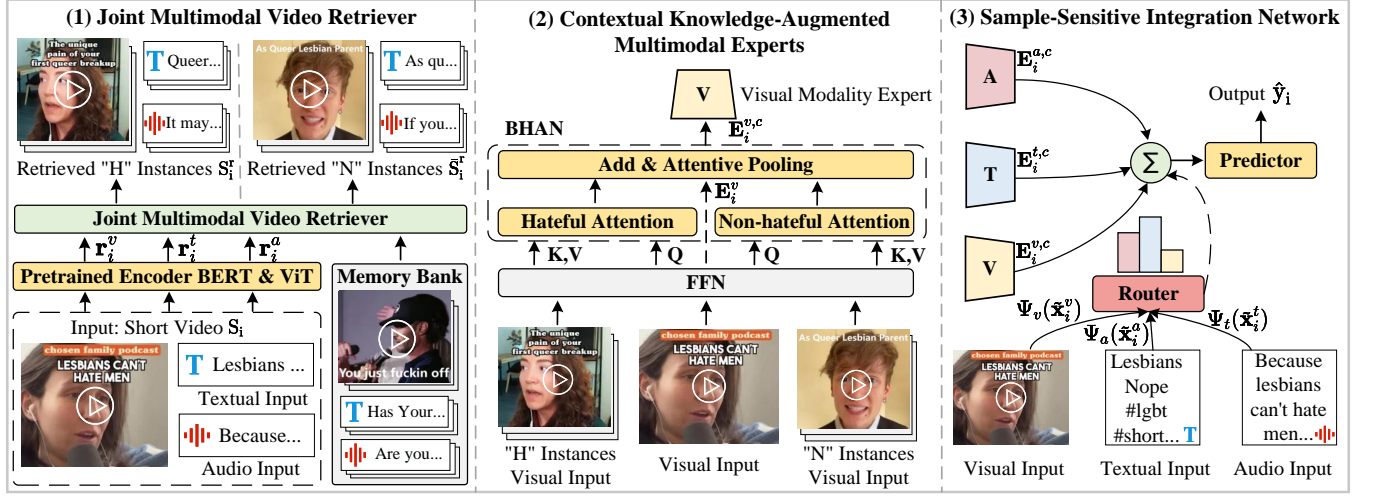 (1) Joint Multimodal Video Retriever
The unique
pain of your
first queer breakup
T Queer...
It may...
As Queer Lesbian Parent
T As qu...
If you...
Retrieved "H" Instances S_i^r
Retrieved "N" Instances S̄_i^r
Joint Multimodal Video Retriever
r_i^v
r_i^t
r_i^a
Pretrained Encoder BERT & ViT
Input: Short Video S_i
chosen family podcast
LESBIANS CAN'T
HATE MEN
T Lesbians ...
Textual Input
Because...
Audio Input
Memory Bank
You just fuckin off
T Has Your...
Are you...
(2) Contextual Knowledge-Augmented
Multimodal Experts
V
Visual Modality Expert
E_i^{v,c}
BHAN
Add & Attentive Pooling
E_i^v
Hateful Attention
Non-hateful Attention
K,V
Q
Q
K,V
FFN
The unique
pain of your
first queer breakup
chosen family podcast
LESBIANS CAN'T
HATE MEN
As Queer Lesbian Parent
"H" Instances
Visual Input
Visual Input
"N" Instances
Visual Input
(3) Sample-Sensitive Integration Network
A
E_i^{a,c}
T
E_i^{t,c}
V
E_i^{v,c}
Σ
Output ŷ_i
Predictor
Router
Ψ_v(x̃_i^v)
Ψ_a(x̃_i^a)
Ψ_t(x̃_i^t)
chosen family podcast
LESBIANS CAN'T
HATE MEN
Visual Input
Lesbians
Nope
#lgbt
#short... T
Textual Input
Because
lesbians
can't hate
men...
Audio Input